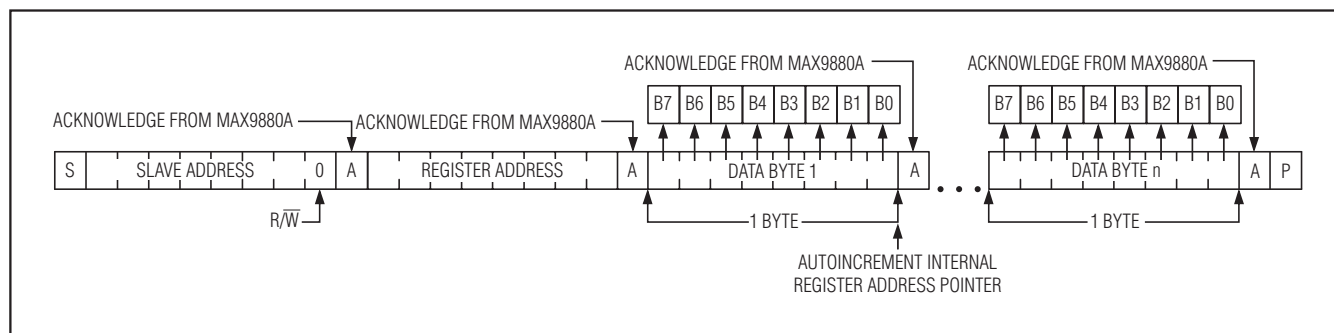 ACKNOWLEDGE FROM MAX9880A
ACKNOWLEDGE FROM MAX9880A
B7 B6 B5 B4 B3 B2 B1 B0
B7 B6 B5 B4 B3 B2 B1 B0
ACKNOWLEDGE FROM MAX9880A
ACKNOWLEDGE FROM MAX9880A
S SLAVE ADDRESS 0 A REGISTER ADDRESS A DATA BYTE 1 A • • • DATA BYTE n A P
R/W̅
1 BYTE
1 BYTE
AUTOINCREMENT INTERNAL
REGISTER ADDRESS POINTER